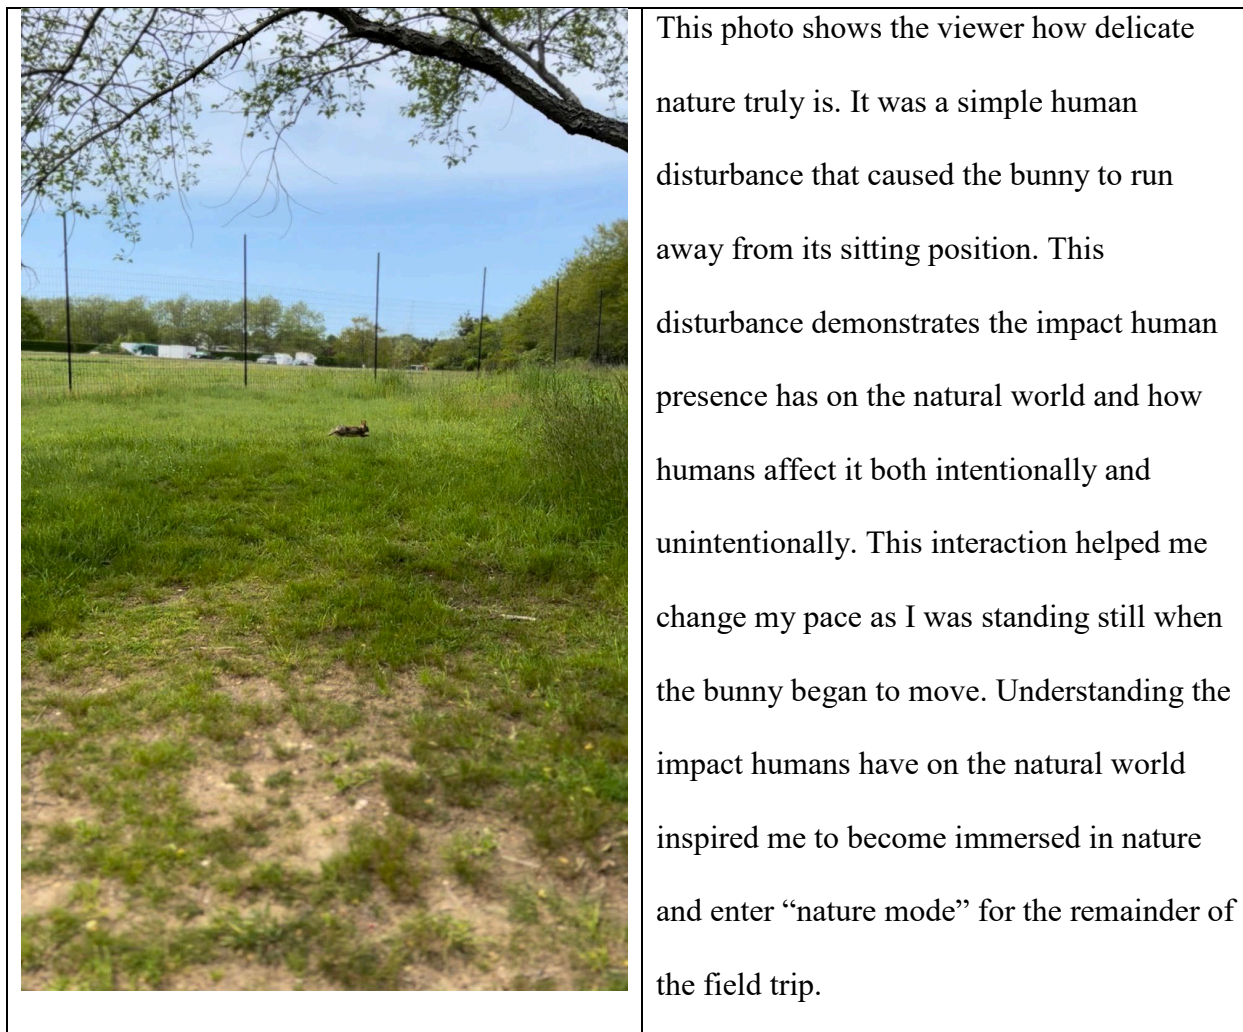 This photo shows the viewer how delicate
nature truly is. It was a simple human
disturbance that caused the bunny to run
away from its sitting position. This
disturbance demonstrates the impact human
presence has on the natural world and how
humans affect it both intentionally and
unintentionally. This interaction helped me
change my pace as I was standing still when
the bunny began to move. Understanding the
impact humans have on the natural world
inspired me to become immersed in nature
and enter “nature mode” for the remainder of
the field trip.